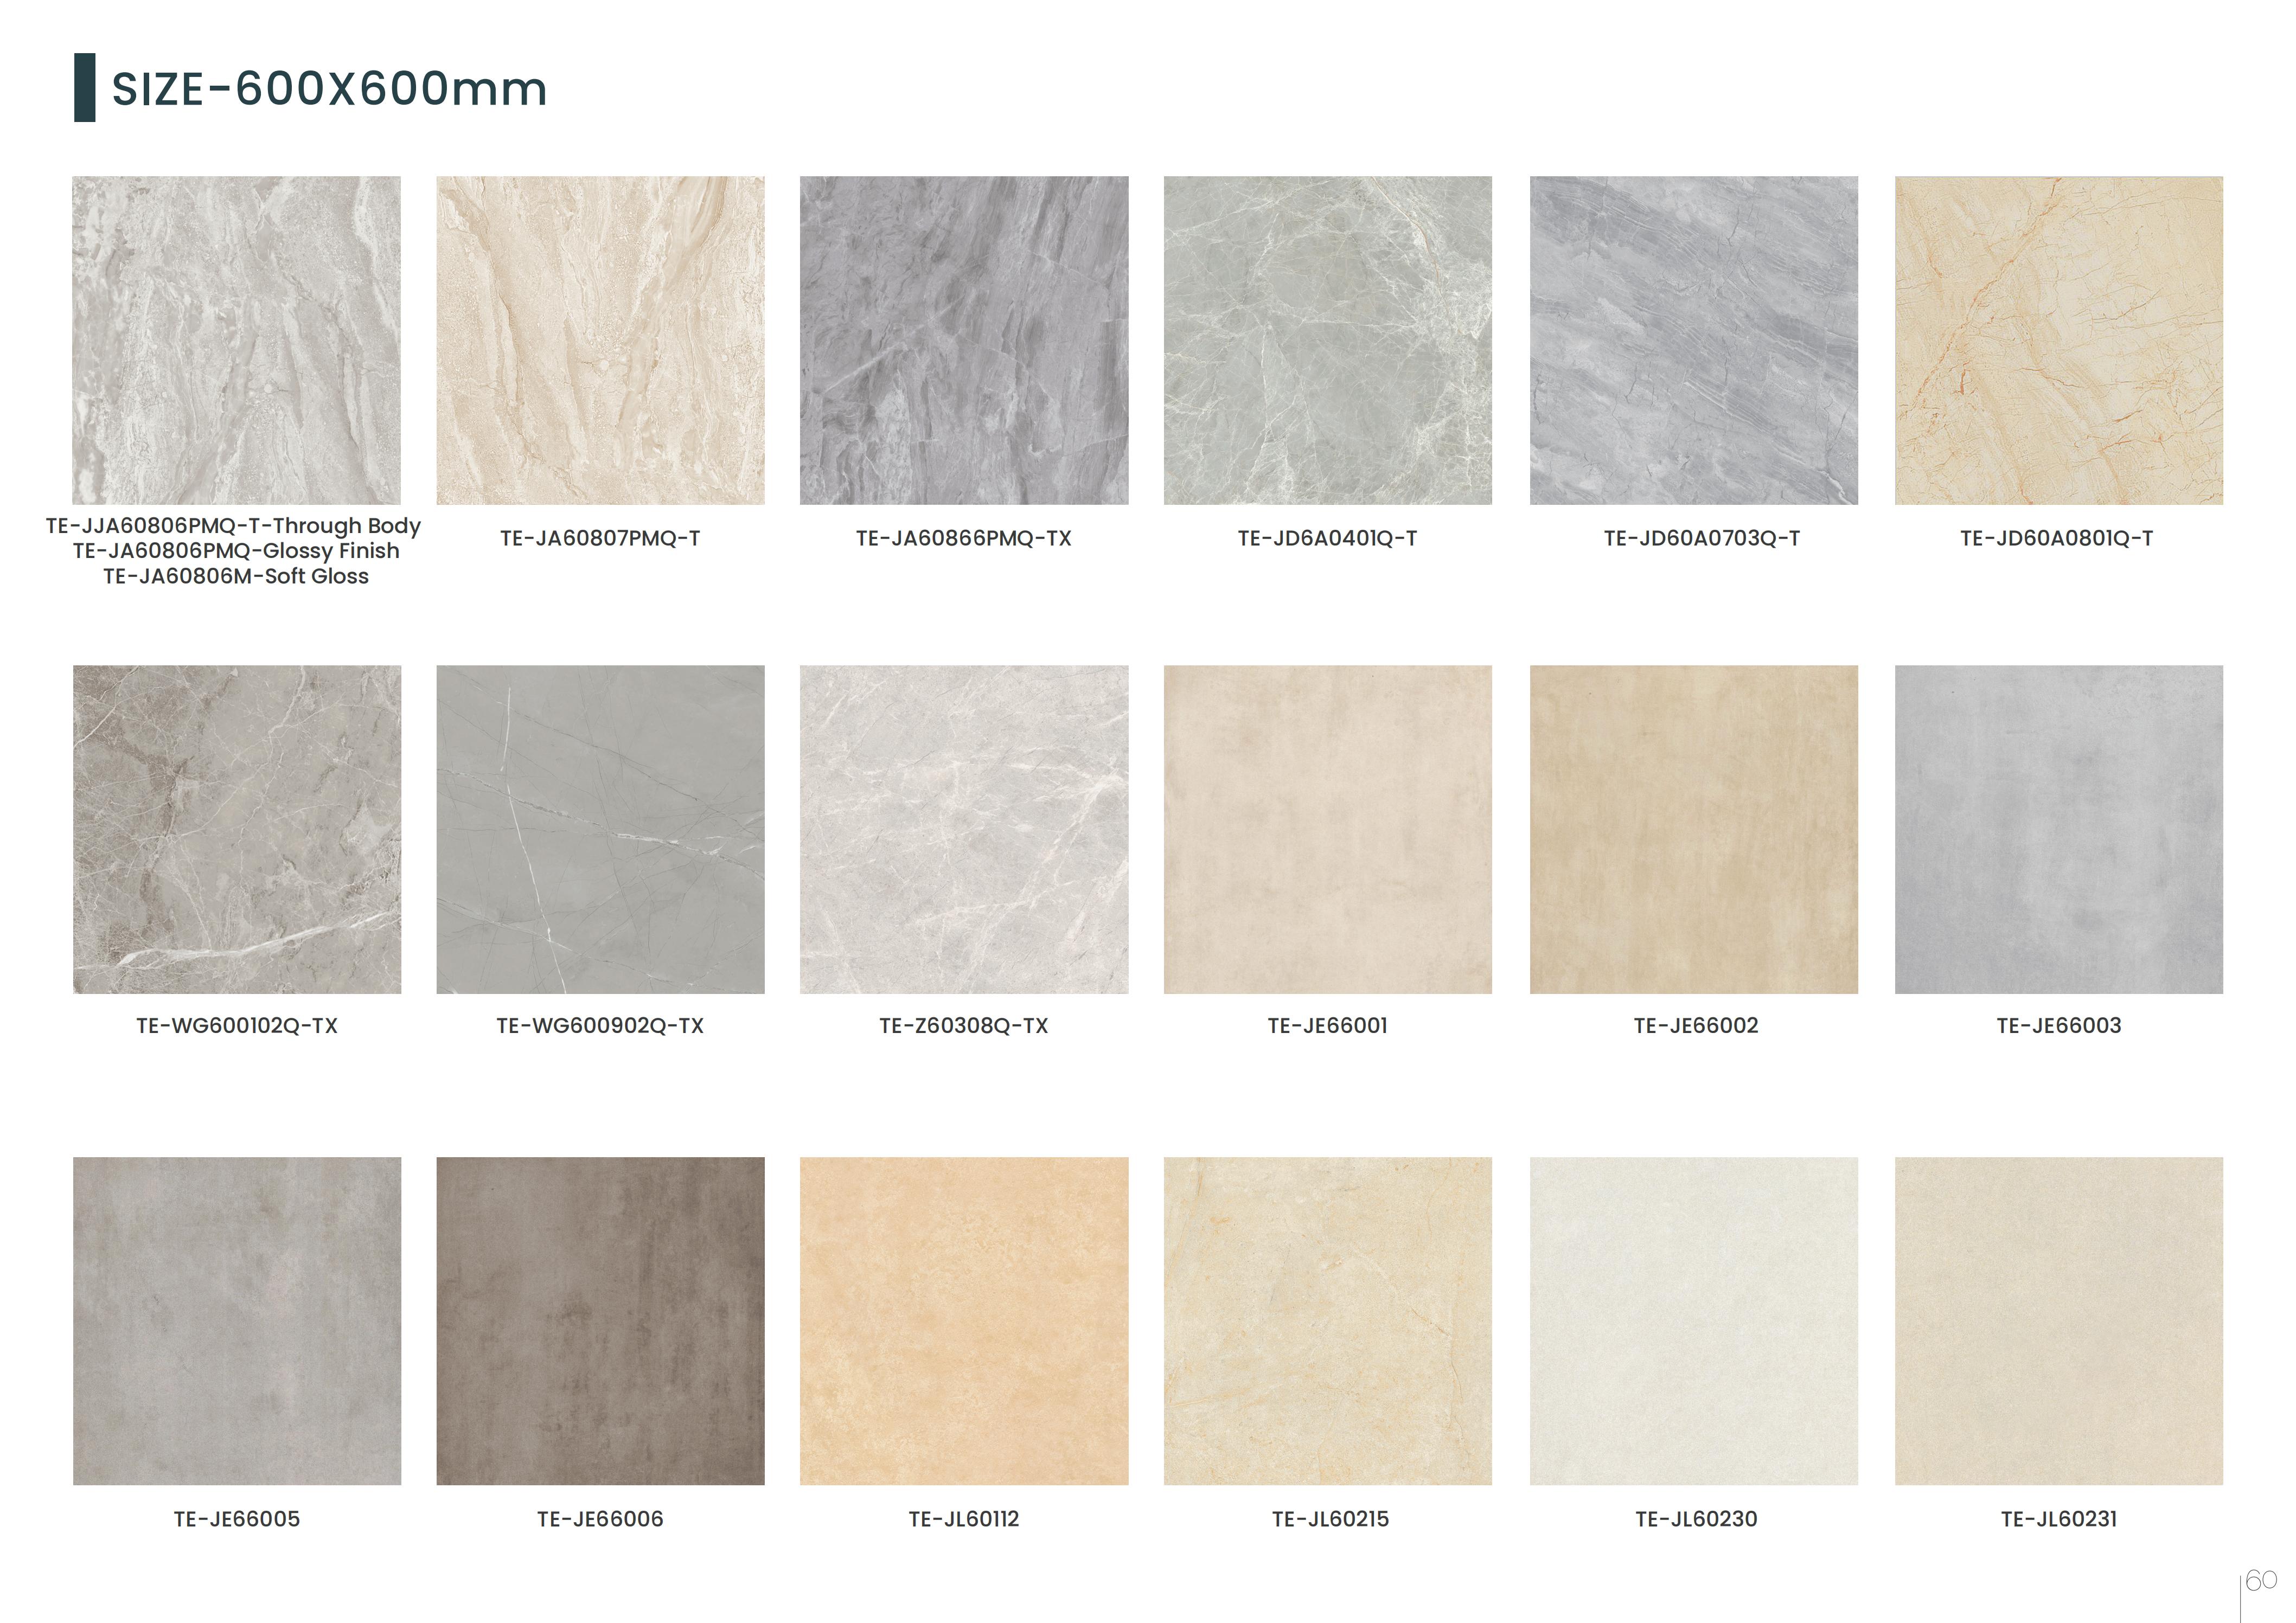 SIZE-600X600mm
TE-JJA60806PMQ-T-Through Body
TE-JA60806PMQ-Glossy Finish
TE-JA60806M-Soft Gloss
TE-JA60807PMQ-T
TE-JA60866PMQ-TX
TE-JD6A0401Q-T
TE-JD60A0703Q-T
TE-JD60A0801Q-T
TE-WG600102Q-TX
TE-WG600902Q-TX
TE-Z60308Q-TX
TE-JE66001
TE-JE66002
TE-JE66003
TE-JE66005
TE-JE66006
TE-JL60112
TE-JL60215
TE-JL60230
TE-JL60231
60